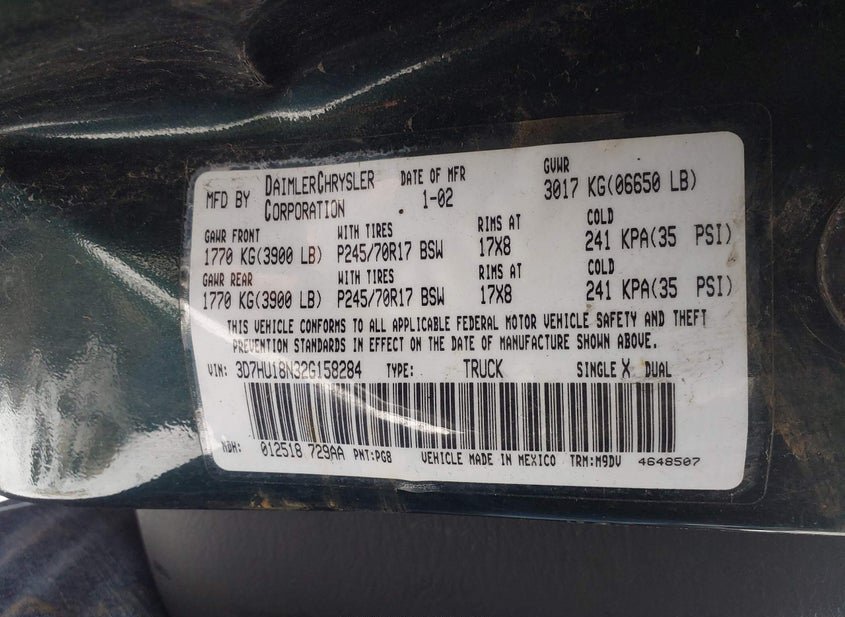 MFD BY DAIMLERCHRYSLER CORPORATION DATE OF MFR 1-02 GVWR 3017 KG(06650 LB)
GAWR FRONT WITH TIRES RIMS AT COLD
1770 KG(3900 LB) P245/70R17 BSW 17X8 241 KPA(35 PSI)
GAWR REAR WITH TIRES RIMS AT COLD
1770 KG(3900 LB) P245/70R17 BSW 17X8 241 KPA(35 PSI)
THIS VEHICLE CONFORMS TO ALL APPLICABLE FEDERAL MOTOR VEHICLE SAFETY AND THEFT
PREVENTION STANDARDS IN EFFECT ON THE DATE OF MANUFACTURE SHOWN ABOVE.
VIN: 3D7HU18N32G158284 TYPE: TRUCK SINGLE X DUAL
MDH: 012518 729AA PNT:PG8 VEHICLE MADE IN MEXICO TRM:M9DV 4648507